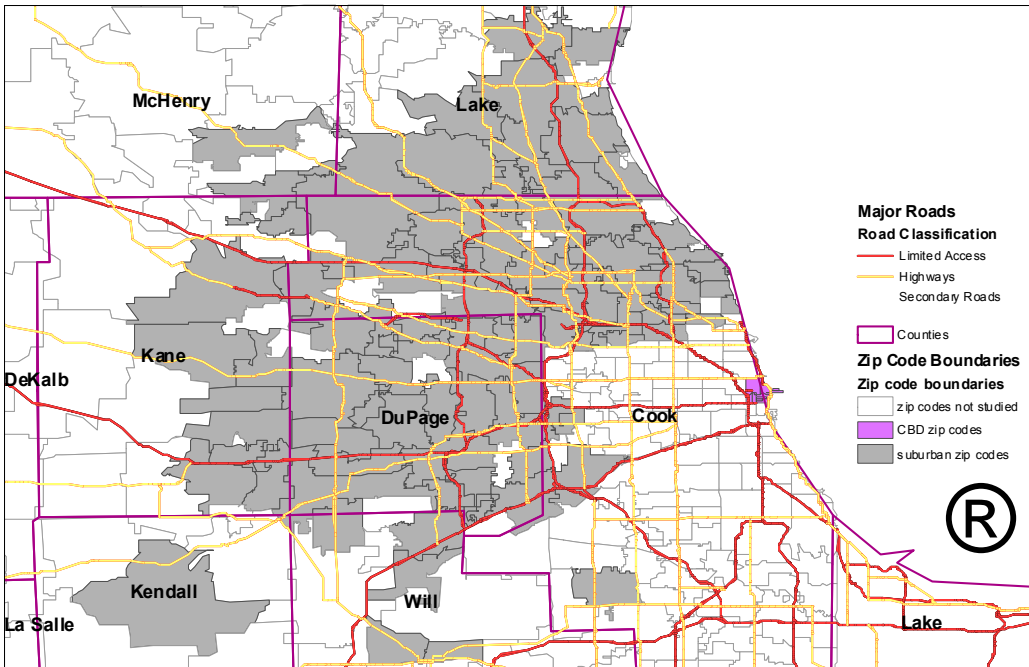 McHenry
Lake
Kane
DeKalb
DuPage
Cook
Kendall
Will
La Salle
Lake
Major Roads
Road Classification
Limited Access
Highways
Secondary Roads
Counties
Zip Code Boundaries
Zip code boundaries
zip codes not studied
CBD zip codes
suburban zip codes
®